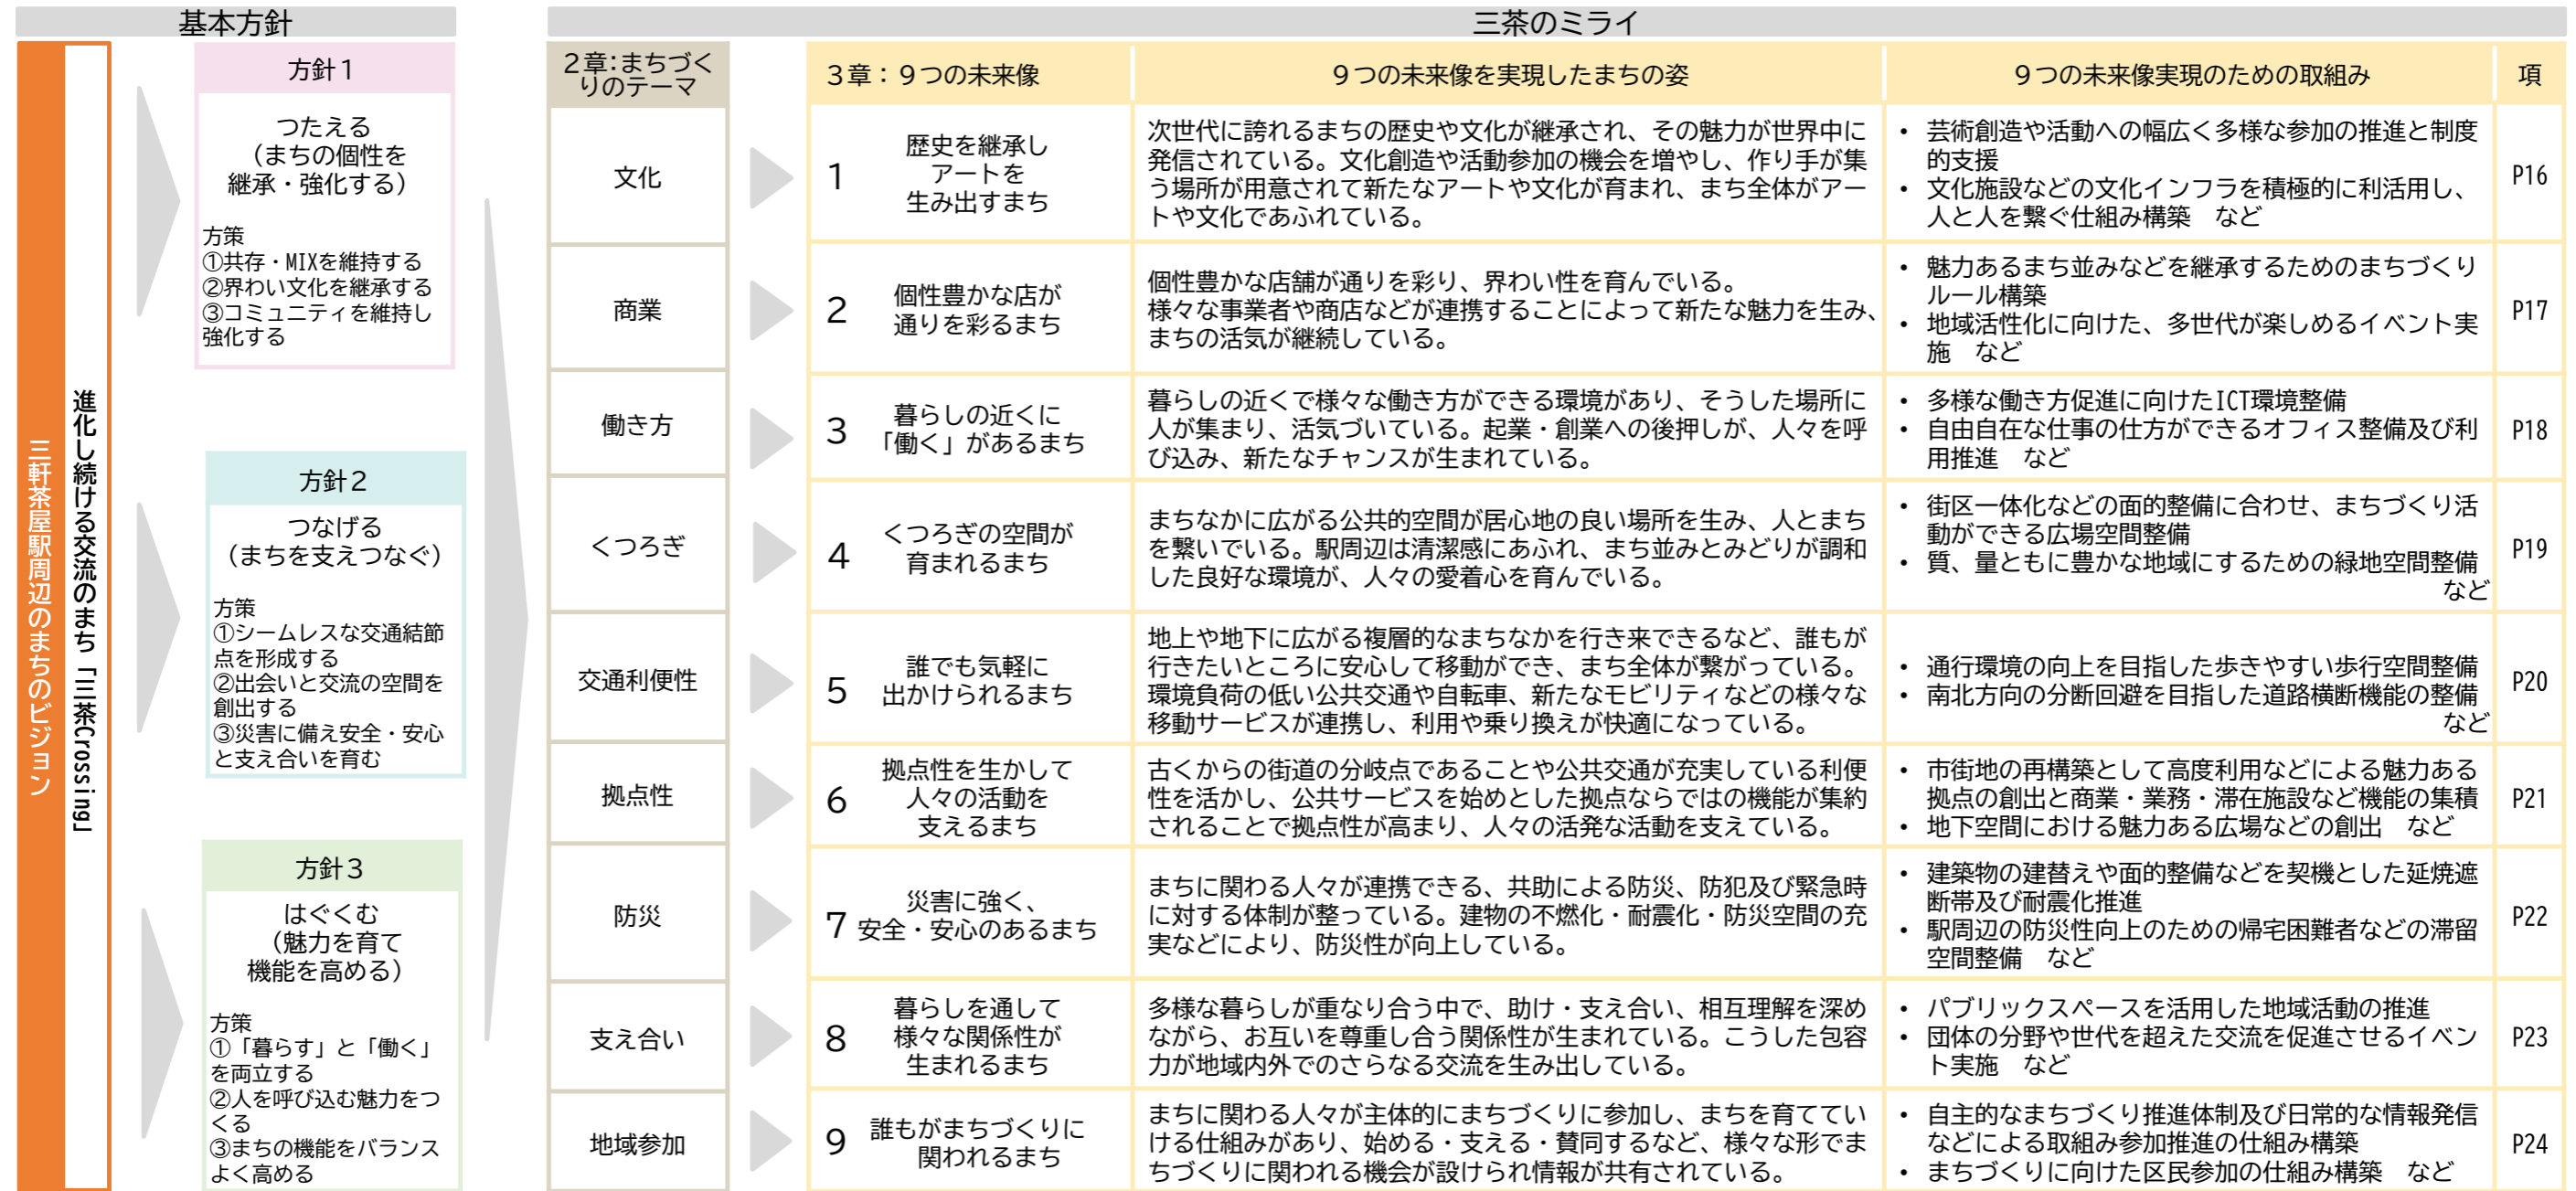 基本方針
三軒茶屋駅周辺のまちのビジョン
進化し続ける交流のまち「三茶Crossing」
方針１
つたえる
（まちの個性を
継承・強化する）
方策
①共存・MIXを維持する
②界わい文化を継承する
③コミュニティを維持し
強化する
方針２
つなげる
（まちを支えつなぐ）
方策
①シームレスな交通結節
点を形成する
②出会いと交流の空間を
創出する
③災害に備え安全・安心
と支え合いを育む
方針３
はぐくむ
（魅力を育て
機能を高める）
方策
①「暮らす」と「働く」
を両立する
②人を呼び込む魅力をつ
くる
③まちの機能をバランス
よく高める
三茶のミライ
２章：まちづく
りのテーマ
３章：９つの未来像
９つの未来像を実現したまちの姿
９つの未来像実現のための取組み
項
文化
1
歴史を継承し
アートを
生み出すまち
次世代に誇れるまちの歴史や文化が継承され、その魅力が世界中に
発信されている。文化創造や活動参加の機会を増やし、作り手が集
う場所が用意されて新たなアートや文化が育まれ、まち全体がアー
トや文化であふれている。
• 芸術創造や活動への幅広く多様な参加の推進と制度
的支援
• 文化施設などの文化インフラを積極的に利活用し、
人と人を繋ぐ仕組み構築　など
P16
商業
2
個性豊かな店が
通りを彩るまち
個性豊かな店舗が通りを彩り、界わい性を育んでいる。
様々な事業者や商店などが連携することによって新たな魅力を生み、
まちの活気が継続している。
• 魅力あるまち並みなどを継承するためのまちづくり
ルール構築
• 地域活性化に向けた、多世代が楽しめるイベント実
施　など
P17
働き方
3
暮らしの近くに
「働く」があるまち
暮らしの近くで様々な働き方ができる環境があり、そうした場所に
人が集まり、活気づいている。起業・創業への後押しが、人々を呼
び込み、新たなチャンスが生まれている。
• 多様な働き方促進に向けたICT環境整備
• 自由自在な仕事の仕方ができるオフィス整備及び利
用推進　など
P18
くつろぎ
4
くつろぎの空間が
育まれるまち
まちなかに広がる公共的空間が居心地の良い場所を生み、人とまち
を繋いでいる。駅周辺は清潔感にあふれ、まち並みとみどりが調和
した良好な環境が、人々の愛着心を育んでいる。
• 街区一体化などの面的整備に合わせ、まちづくり活
動ができる広場空間整備
• 質、量ともに豊かな地域にするための緑地空間整備
など
P19
交通利便性
5
誰でも気軽に
出かけられるまち
地上や地下に広がる複層的なまちなかを行き来できるなど、誰もが
行きたいところに安心して移動ができ、まち全体が繋がっている。
環境負荷の低い公共交通や自転車、新たなモビリティなどの様々な
移動サービスが連携し、利用や乗り換えが快適になっている。
• 通行環境の向上を目指した歩きやすい歩行空間整備
• 南北方向の分断回避を目指した道路横断機能の整備
など
P20
拠点性
6
拠点性を生かして
人々の活動を
支えるまち
古くからの街道の分岐点であることや公共交通が充実している利便
性を活かし、公共サービスを始めとした拠点ならではの機能が集約
されることで拠点性が高まり、人々の活発な活動を支えている。
• 市街地の再構築として高度利用などによる魅力ある
拠点の創出と商業・業務・滞在施設など機能の集積
• 地下空間における魅力ある広場などの創出　など
P21
防災
7
災害に強く、
安全・安心のあるまち
まちに関わる人々が連携できる、共助による防災、防犯及び緊急時
に対する体制が整っている。建物の不燃化・耐震化・防災空間の充
実などにより、防災性が向上している。
• 建築物の建替えや面的整備などを契機とした延焼遮
断帯及び耐震化推進
• 駅周辺の防災性向上のための帰宅困難者などの滞留
空間整備　など
P22
支え合い
8
暮らしを通して
様々な関係性が
生まれるまち
多様な暮らしが重なり合う中で、助け・支え合い、相互理解を深め
ながら、お互いを尊重し合う関係性が生まれている。こうした包容
力が地域内外でのさらなる交流を生み出している。
• パブリックスペースを活用した地域活動の推進
• 団体の分野や世代を超えた交流を促進させるイベン
ト実施　など
P23
地域参加
9
誰もがまちづくりに
関われるまち
まちに関わる人々が主体的にまちづくりに参加し、まちを育ててい
ける仕組みがあり、始める・支える・賛同するなど、様々な形でま
ちづくりに関われる機会が設けられ情報が共有されている。
• 自主的なまちづくり推進体制及び日常的な情報発信
などによる取組み参加推進の仕組み構築
• まちづくりに向けた区民参加の仕組み構築　など
P24